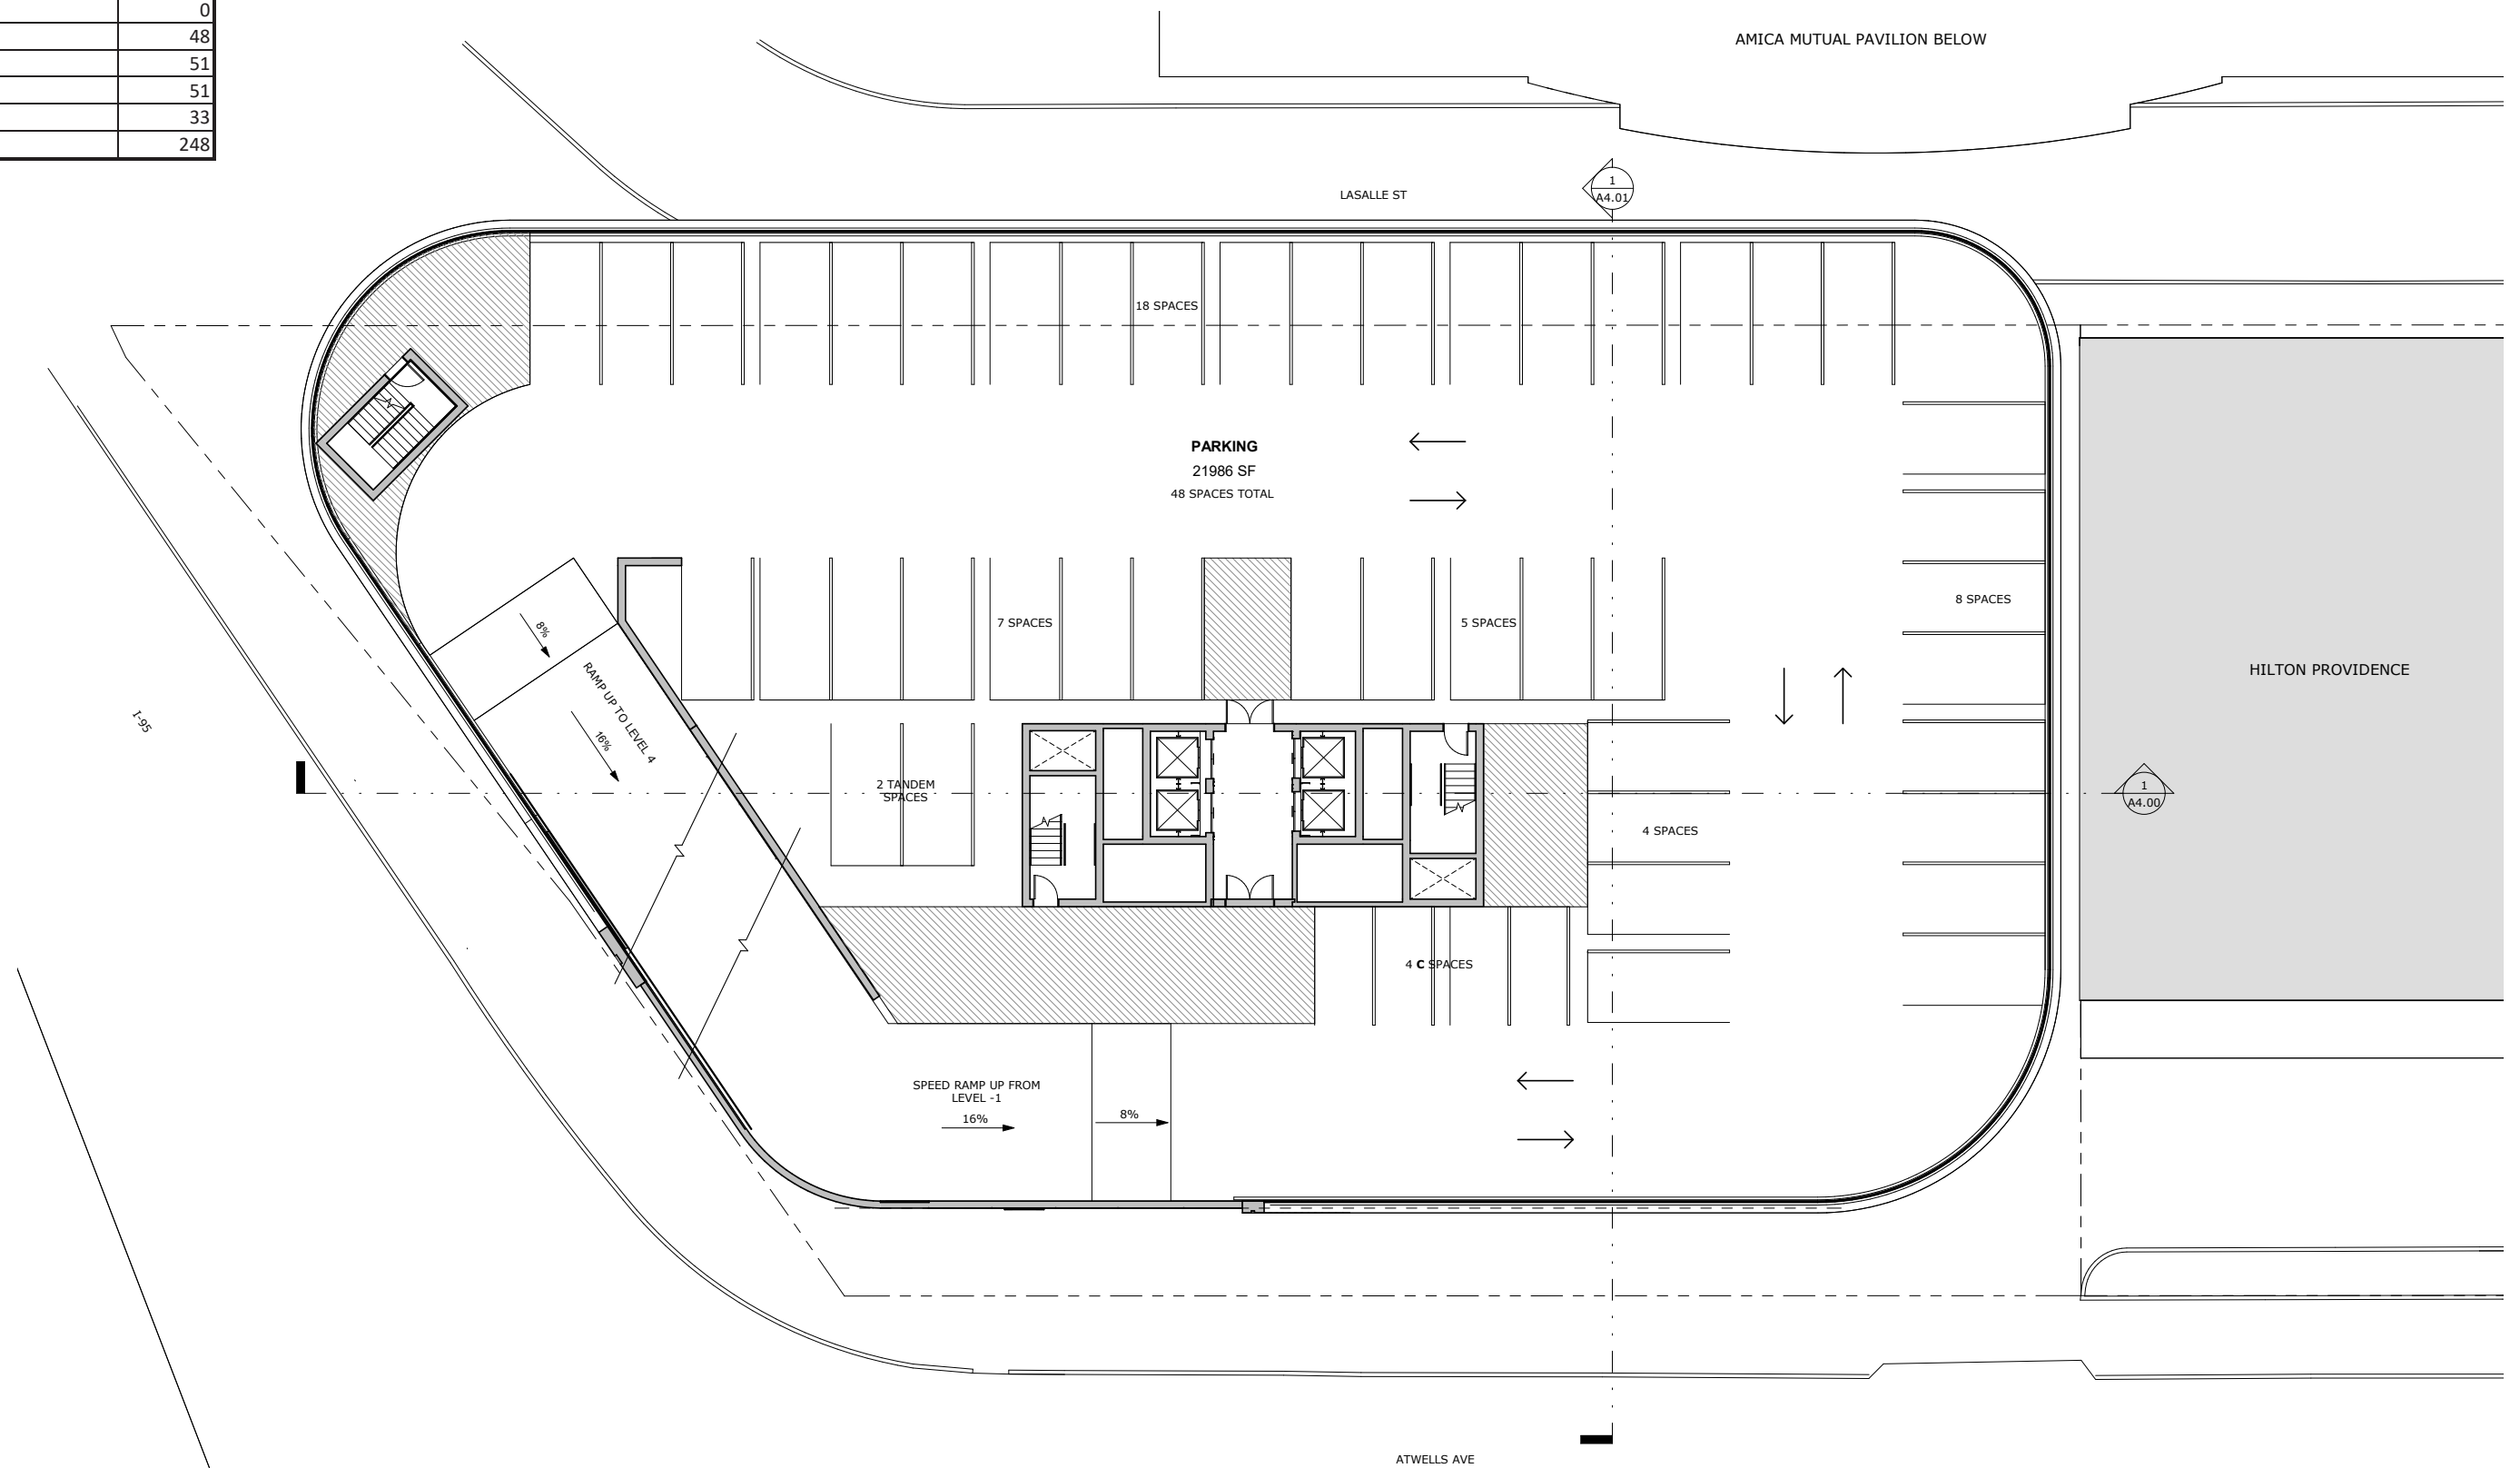 0
48
51
51
33
248
AMICA MUTUAL PAVILION BELOW
LASALLE ST
1
A4.01
18 SPACES
PARKING
21986 SF
48 SPACES TOTAL
7 SPACES
5 SPACES
8 SPACES
8%
RAMP UP TO LEVEL 4
16%
HILTON PROVIDENCE
I-95
2 TANDEM
SPACES
4 SPACES
1
A4.00
4 C SPACES
SPEED RAMP UP FROM
LEVEL -1
16%
8%
ATWELLS AVE